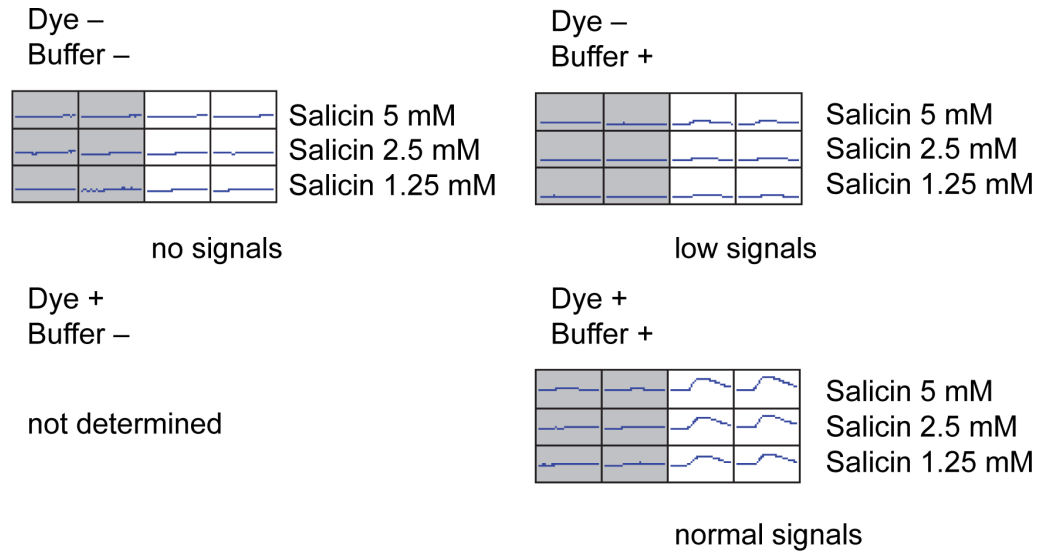 Dye –
Buffer –
Salicin 5 mM
Salicin 2.5 mM
Salicin 1.25 mM
no signals
Dye –
Buffer +
Salicin 5 mM
Salicin 2.5 mM
Salicin 1.25 mM
low signals
Dye +
Buffer –
not determined
Dye +
Buffer +
Salicin 5 mM
Salicin 2.5 mM
Salicin 1.25 mM
normal signals